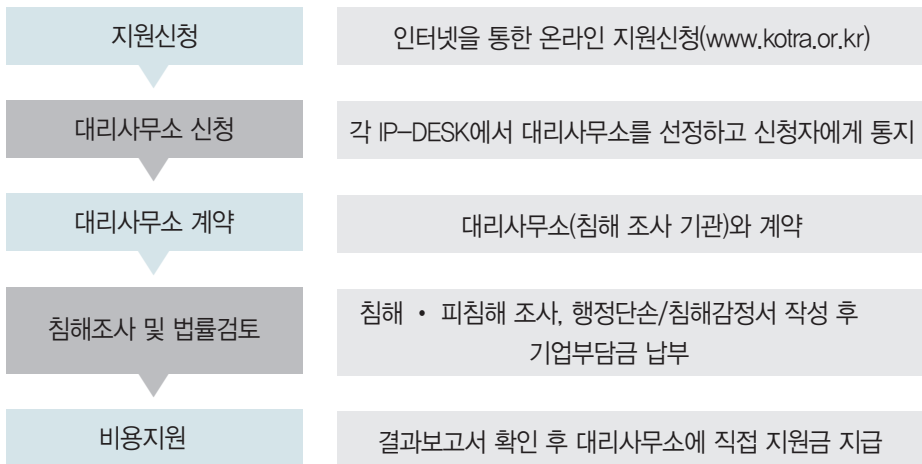 지원신청
인터넷을 통한 온라인 지원신청(www.kotra.or.kr)
대리사무소 신청
각 IP-DESK에서 대리사무소를 선정하고 신청자에게 통지
대리사무소 계약
대리사무소(침해 조사 기관)와 계약
침해조사 및 법률검토
침해 • 피침해 조사, 행정단손/침해감정서 작성 후
기업부담금 납부
비용지원
결과보고서 확인 후 대리사무소에 직접 지원금 지급